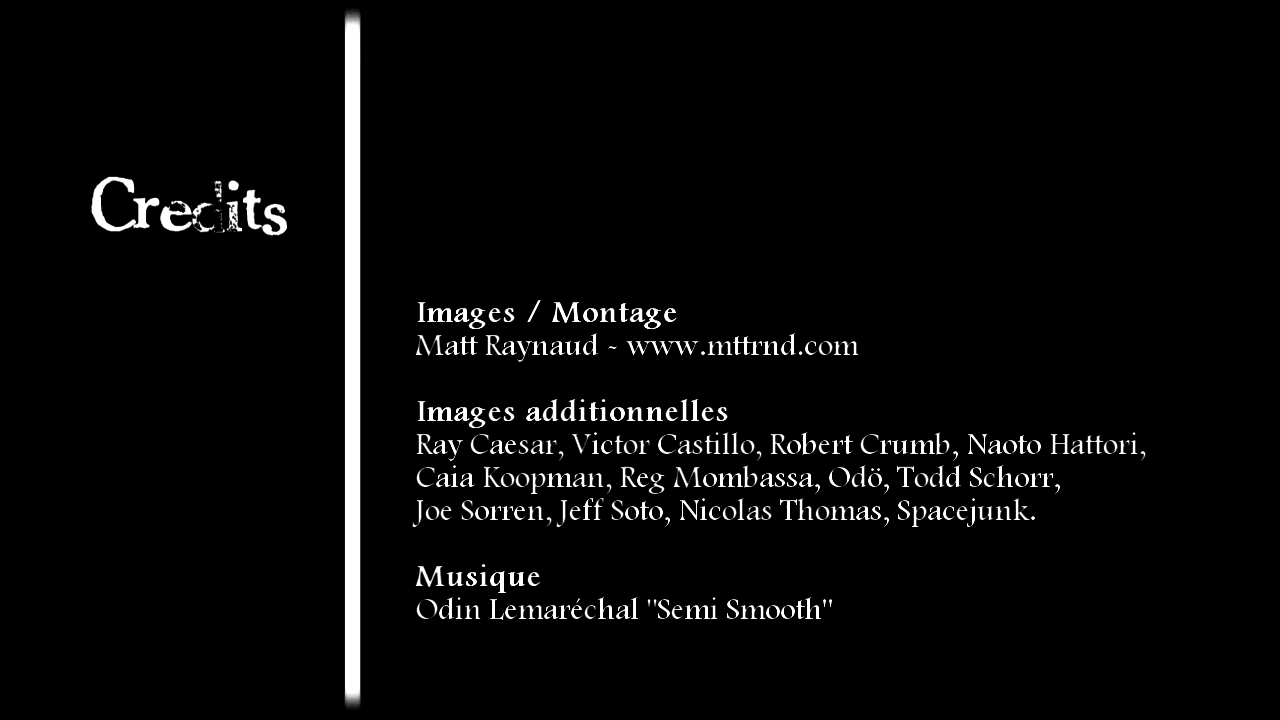 Credits
Images / Montage
Matt Raynaud - www.mttrnd.com
Images additionnelles
Ray Caesar, Victor Castillo, Robert Crumb, Naoto Hattori,
Caia Koopman, Reg Mombassa, Odö, Todd Schorr,
Joe Sorren, Jeff Soto, Nicolas Thomas, Spacejunk.
Musique
Odin Lemaréchal "Semi Smooth"